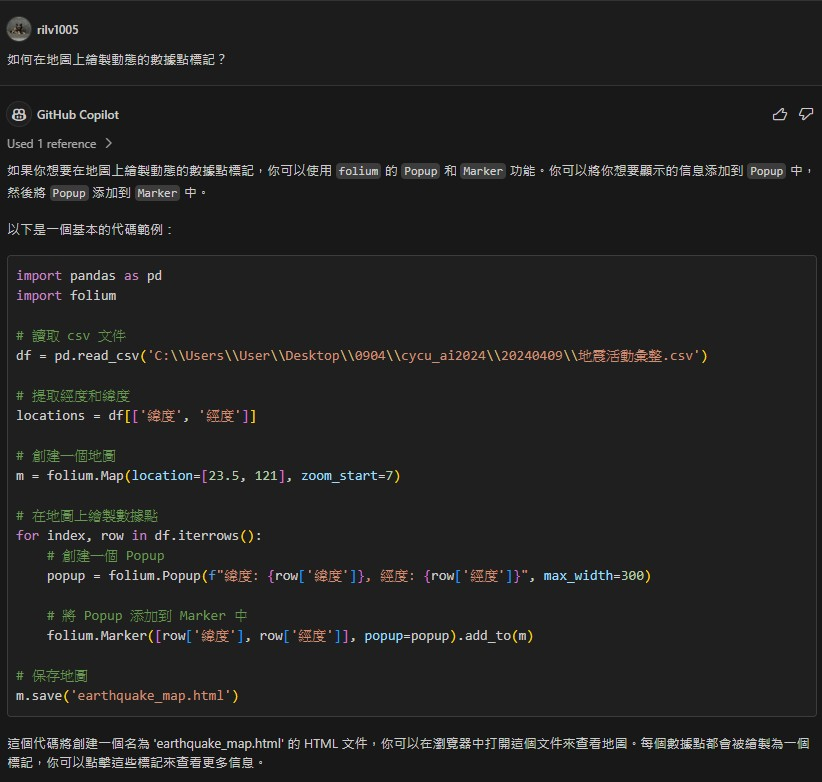 rilv1005
如何在地圖上繪製動態的數據點標記？
GitHub Copilot
Used 1 reference
如果你想要在地圖上繪製動態的數據點標記，你可以使用 folium 的 Popup 和 Marker 功能。你可以將你想要顯示的信息添加到 Popup 中，
然後將 Popup 添加到 Marker 中。
以下是一個基本的代碼範例：
import pandas as pd
import folium
# 讀取 csv 文件
df = pd.read_csv('C:\\Users\\User\\Desktop\\0904\\cycu_ai2024\\20240409\\地震活動彙整.csv')
# 提取經度和緯度
locations = df[['緯度', '經度']]
# 創建一個地圖
m = folium.Map(location=[23.5, 121], zoom_start=7)
# 在地圖上繪製數據點
for index, row in df.iterrows():
    # 創建一個 Popup
    popup = folium.Popup(f"緯度: {row['緯度']}, 經度: {row['經度']}", max_width=300)
    # 將 Popup 添加到 Marker 中
    folium.Marker([row['緯度'], row['經度']], popup=popup).add_to(m)
# 保存地圖
m.save('earthquake_map.html')
這個代碼將創建一個名為 'earthquake_map.html' 的 HTML 文件，你可以在瀏覽器中打開這個文件來查看地圖。每個數據點都會被繪製為一個
標記，你可以點擊這些標記來查看更多信息。